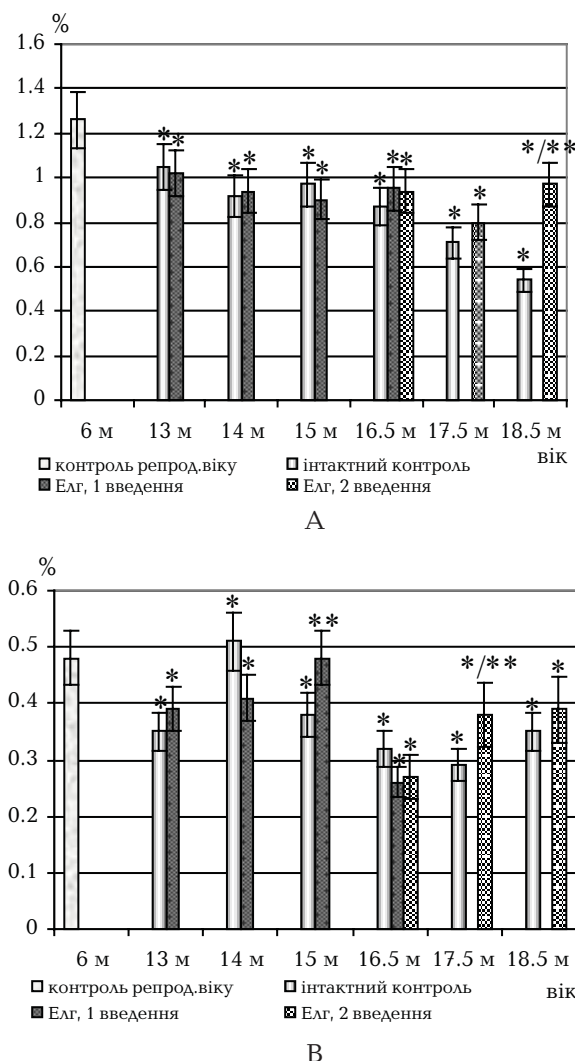 %
1.6
1.4
1.2
1
0.8
0.6
0.4
0.2
0
* * * * * * * * * * * * */**
6 м 13 м 14 м 15 м 16.5 м 17.5 м 18.5 м
вік
контроль репрод.віку інтактний контроль
Елг, 1 введення Елг, 2 введення
А
%
0.6
0.5
0.4
0.3
0.2
0.1
0
* * * * * ** * * * * */** * *
6 м 13 м 14 м 15 м 16.5 м 17.5 м 18.5 м
вік
контроль репрод.віку інтактний контроль
Елг, 1 введення Елг, 2 введення
В